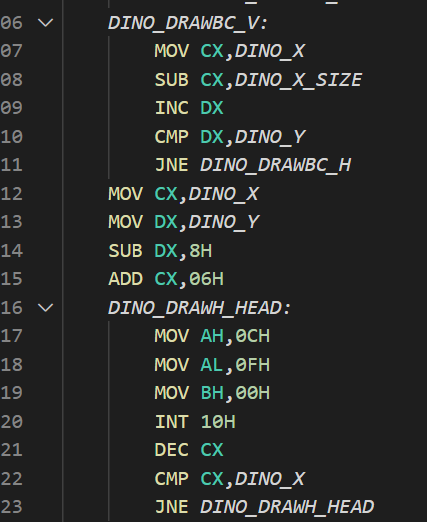 06 DINO_DRAWBC_V:
07 MOV CX,DINO_X
08 SUB CX,DINO_X_SIZE
09 INC DX
10 CMP DX,DINO_Y
11 JNE DINO_DRAWBC_H
12 MOV CX,DINO_X
13 MOV DX,DINO_Y
14 SUB DX,8H
15 ADD CX,06H
16 DINO_DRAWH_HEAD:
17 MOV AH,0CH
18 MOV AL,0FH
19 MOV BH,00H
20 INT 10H
21 DEC CX
22 CMP CX,DINO_X
23 JNE DINO_DRAWH_HEAD